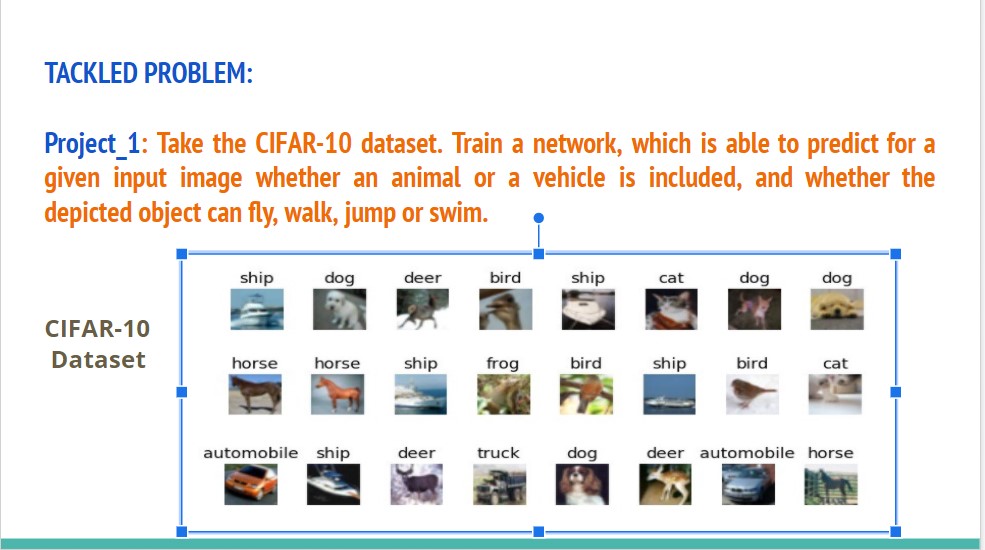 TACKLED PROBLEM:
Project_1: Take the CIFAR-10 dataset. Train a network, which is able to predict for a
given input image whether an animal or a vehicle is included, and whether the
depicted object can fly, walk, jump or swim.
CIFAR-10
Dataset
ship dog deer bird ship cat dog dog
horse horse ship frog bird ship bird cat
automobile ship deer truck dog deer automobile horse